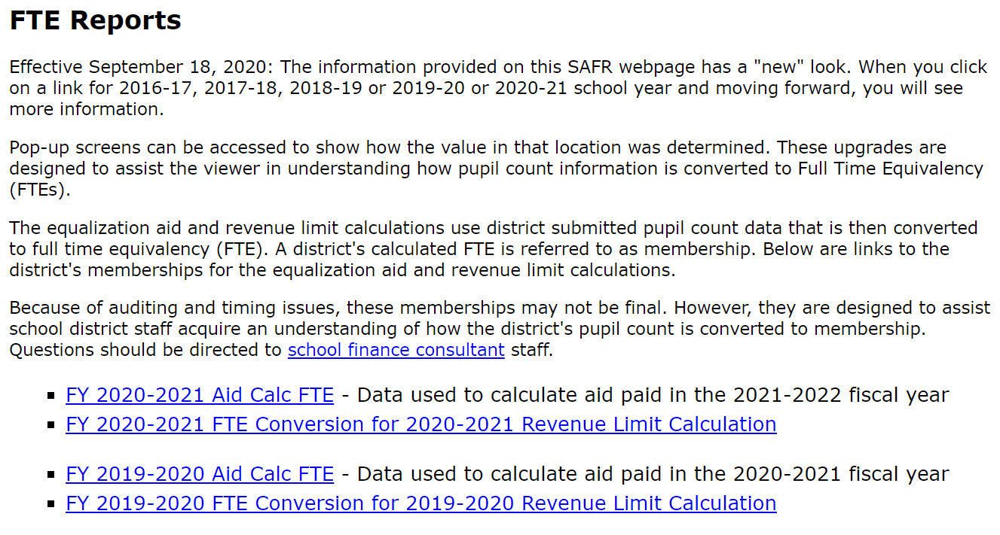 FTE Reports
Effective September 18, 2020: The information provided on this SAFR webpage has a "new" look. When you click
on a link for 2016-17, 2017-18, 2018-19 or 2019-20 or 2020-21 school year and moving forward, you will see
more information.
Pop-up screens can be accessed to show how the value in that location was determined. These upgrades are
designed to assist the viewer in understanding how pupil count information is converted to Full Time Equivalency
(FTEs).
The equalization aid and revenue limit calculations use district submitted pupil count data that is then converted
to full time equivalency (FTE). A district's calculated FTE is referred to as membership. Below are links to the
district's memberships for the equalization aid and revenue limit calculations.
Because of auditing and timing issues, these memberships may not be final. However, they are designed to assist
school district staff acquire an understanding of how the district's pupil count is converted to membership.
Questions should be directed to school finance consultant staff.
▪ FY 2020-2021 Aid Calc FTE - Data used to calculate aid paid in the 2021-2022 fiscal year
▪ FY 2020-2021 FTE Conversion for 2020-2021 Revenue Limit Calculation
▪ FY 2019-2020 Aid Calc FTE - Data used to calculate aid paid in the 2020-2021 fiscal year
▪ FY 2019-2020 FTE Conversion for 2019-2020 Revenue Limit Calculation